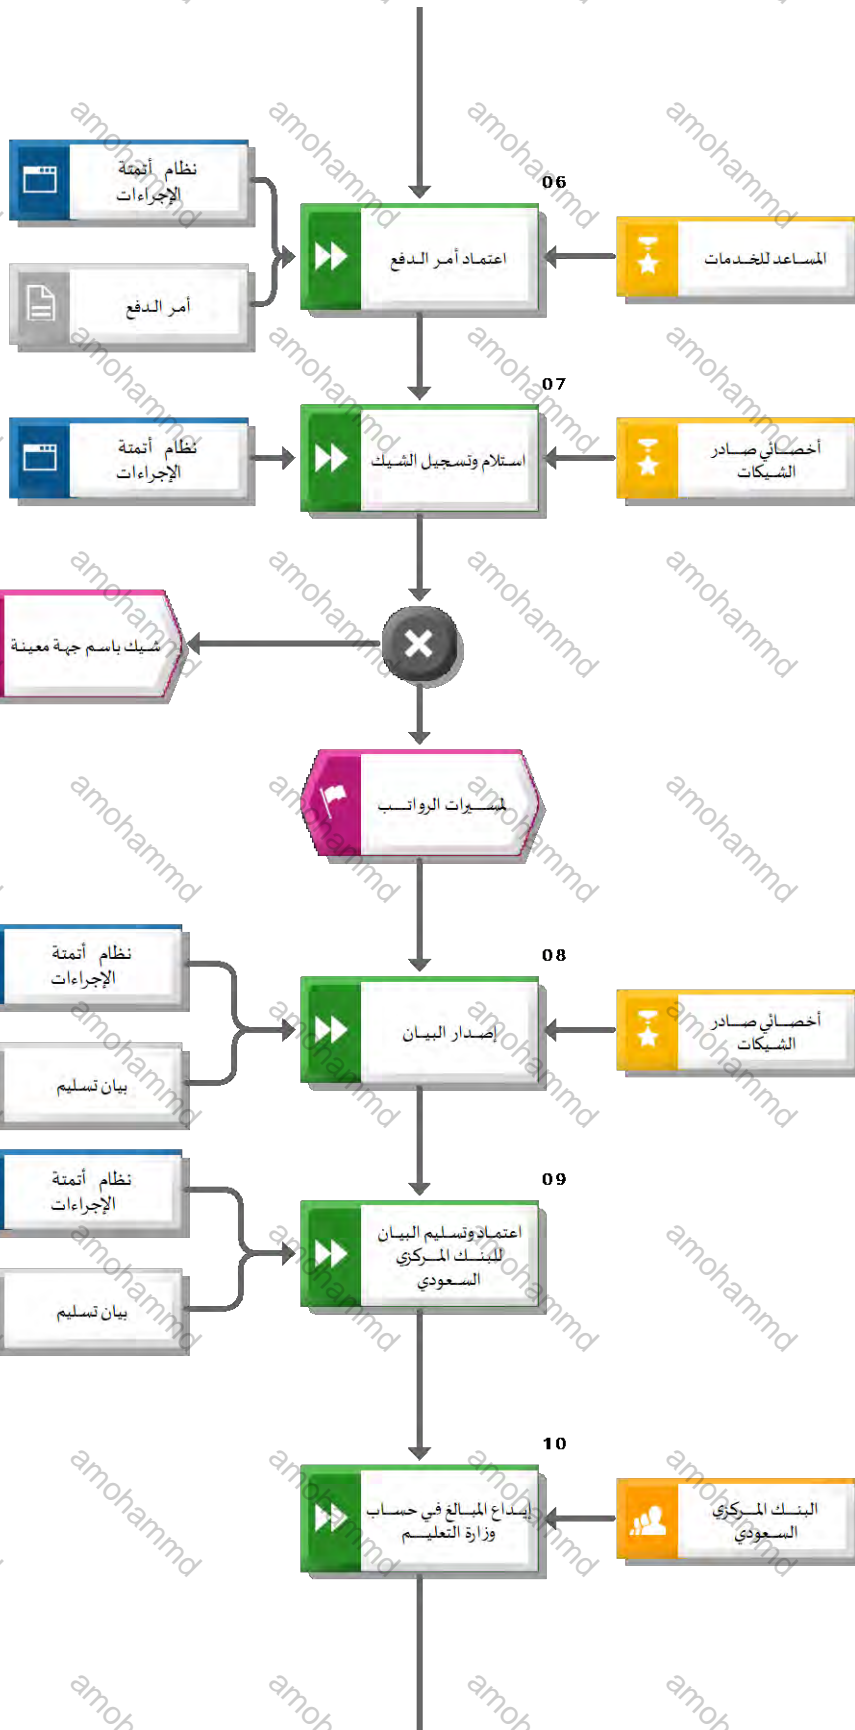 06
نظام أتمتة
الإجراءات
اعتماد أمر الدفع
المساعد للخدمات
أمر الدفع
07
نظام أتمتة
الإجراءات
استلام وتسجيل الشيك
أخصائي صادر
الشيكات
شيك باسم جهة معينة
لمسيرات الرواتب
08
نظام أتمتة
الإجراءات
إصدار البيان
أخصائي صادر
الشيكات
بيان تسليم
09
نظام أتمتة
الإجراءات
اعتماد وتسليم البيان
للبنك المركزي
السعودي
بيان تسليم
10
إيداع المبالغ في حساب
وزارة التعليم
البنك المركزي
السعودي
amohammd